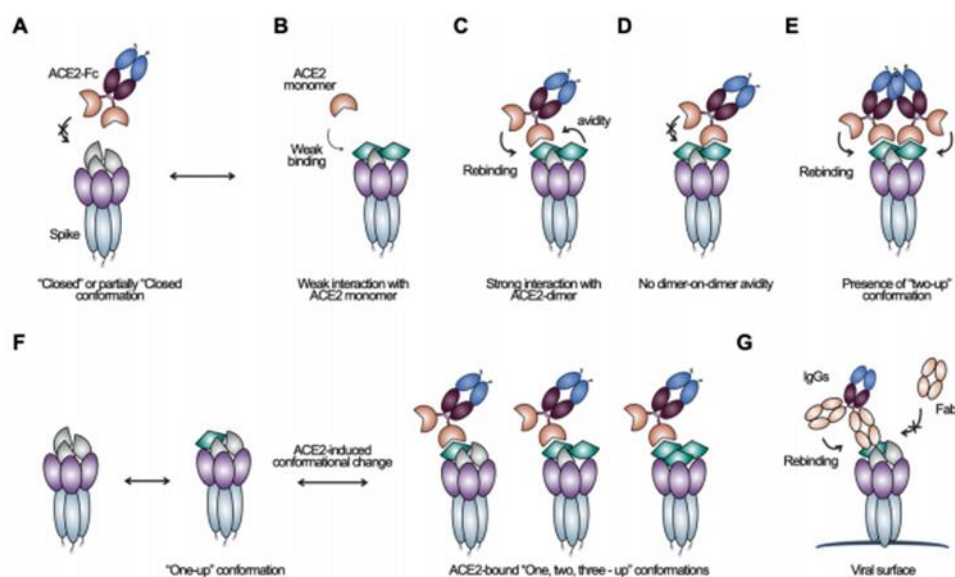 A
ACE2-Fc
Spike
"Closed" or partially "Closed
conformation
B
ACE2
monomer
Weak
binding
Weak interaction with
ACE2 monomer
C
avidity
Rebinding
Strong interaction with
ACE2-dimer
D
No dimer-on-dimer avidity
E
Rebinding
Presence of "two-up"
conformation
F
"One-up" conformation
ACE2-induced
conformational change
ACE2-bound "One, two, three - up" conformations
G
IgGs
Fab
Rebinding
Viral surface